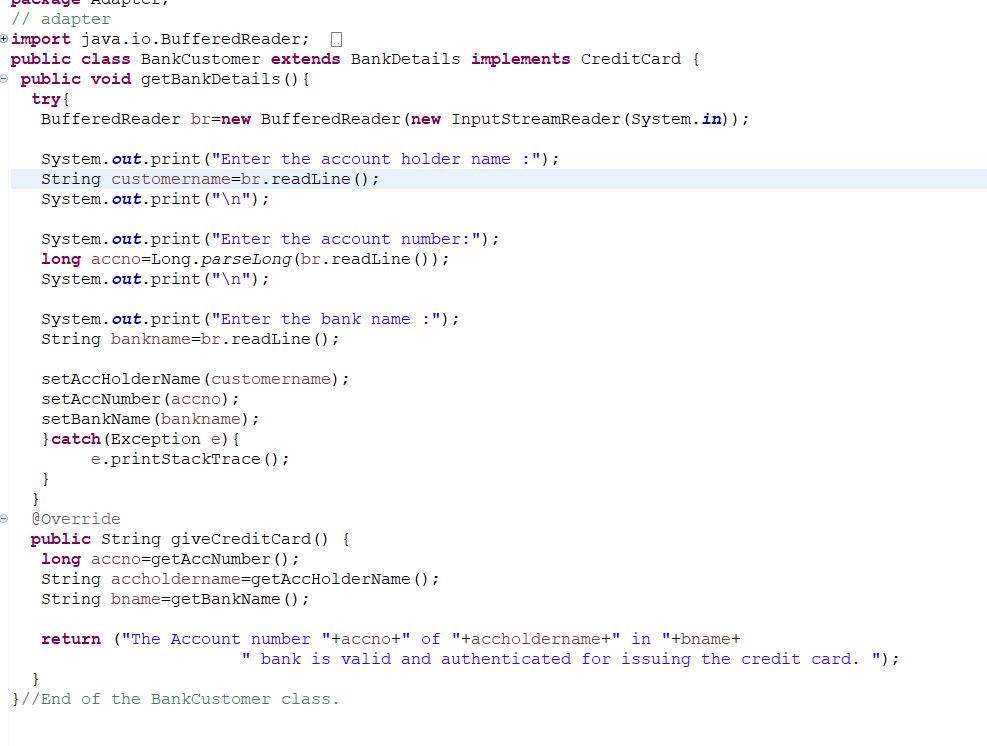 package Adapter;
// adapter
import java.io.BufferedReader;
public class BankCustomer extends BankDetails implements CreditCard {
public void getBankDetails(){
try{
BufferedReader br=new BufferedReader(new InputStreamReader(System.in));
System.out.print("Enter the account holder name :");
String customername=br.readLine();
System.out.print("\n");
System.out.print("Enter the account number:");
long accno=Long.parseLong(br.readLine());
System.out.print("\n");
System.out.print("Enter the bank name :");
String bankname=br.readLine();
setAccHolderName(customername);
setAccNumber(accno);
setBankName(bankname);
}catch(Exception e){
e.printStackTrace();
}
}
@Override
public String giveCreditCard() {
long accno=getAccNumber();
String accholdername=getAccHolderName();
String bname=getBankName();
return ("The Account number "+accno+" of "+accholdername+" in "+bname+
" bank is valid and authenticated for issuing the credit card. ");
}
}//End of the BankCustomer class.